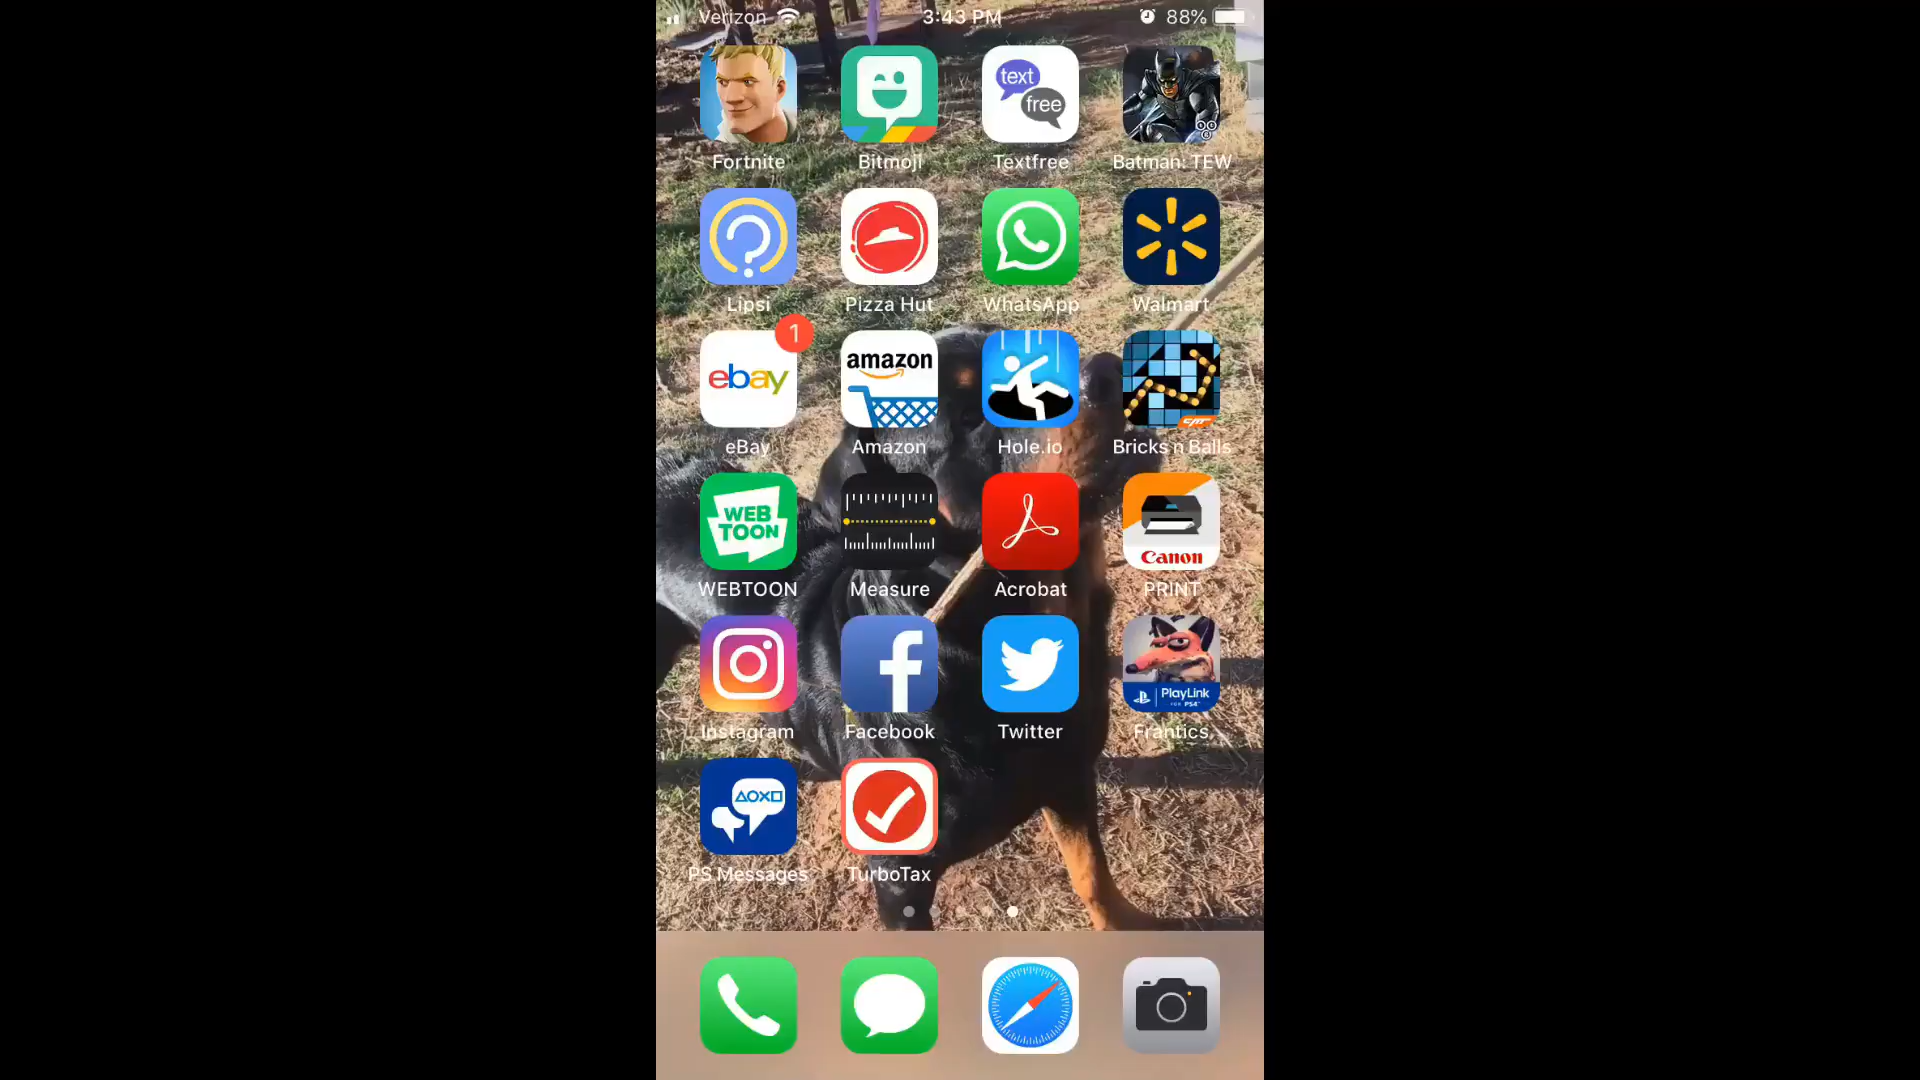 Verizon 3:43 PM 88%
text
free
Fortnite Bitmoji Textfree Batman: TEW
Lipsi Pizza Hut WhatsApp Walmart
1
ebay amazon
eBay Amazon Hole.io Bricks n Balls
WEB
TOON
Canon
WEBTOON Measure Acrobat PRINT
PlayLink
FOR PS4
Instagram Facebook Twitter Frantics
PS Messages TurboTax